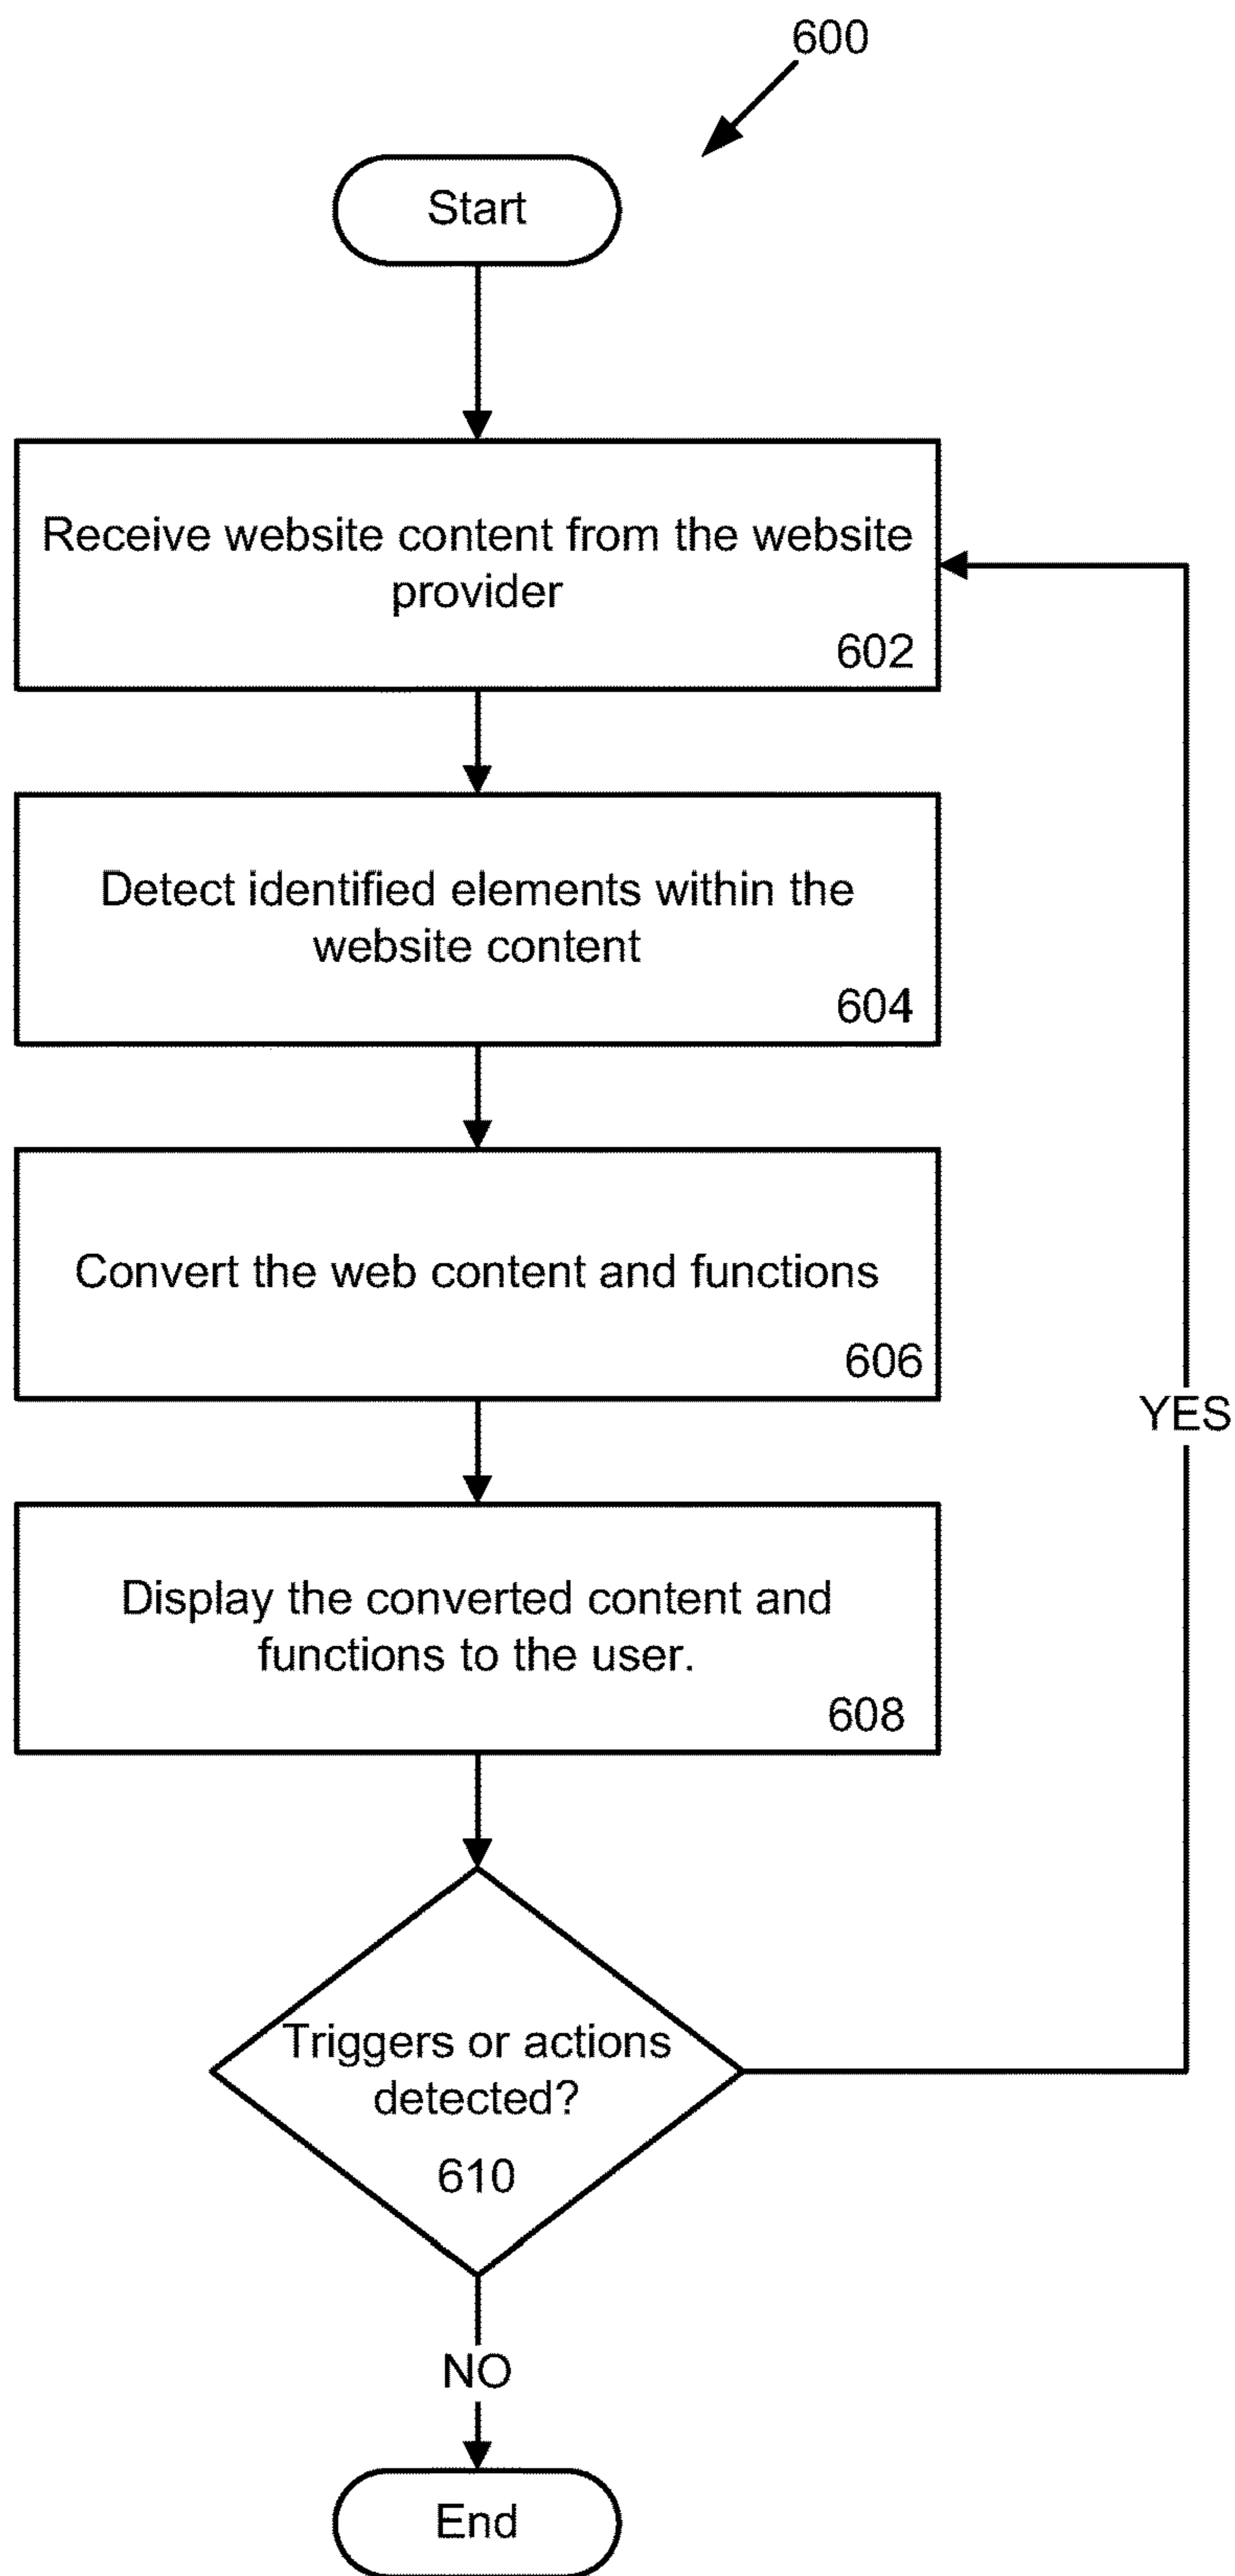 600
Start
Receive website content from the website
provider
602
Detect identified elements within the
website content
604
Convert the web content and functions
606
YES
Display the converted content and
functions to the user.
608
Triggers or actions
detected?
610
NO
End